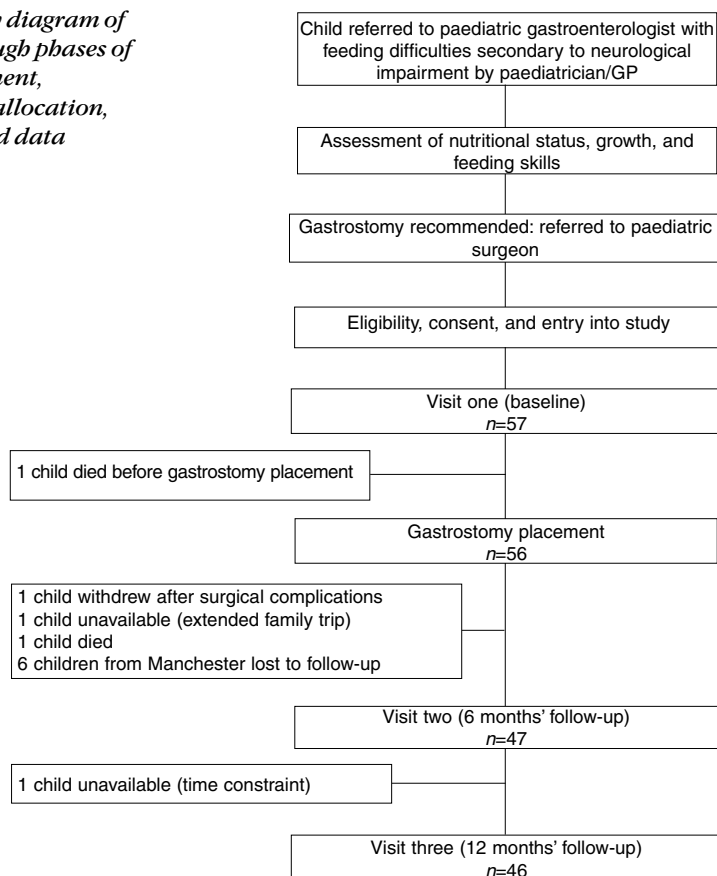 diagram of
ugh phases of
ent,
allocation,
d data
Child referred to paediatric gastroenterologist with
feeding difficulties secondary to neurological
impairment by paediatrician/GP
Assessment of nutritional status, growth, and
feeding skills
Gastrostomy recommended: referred to paediatric
surgeon
Eligibility, consent, and entry into study
Visit one (baseline)
n=57
1 child died before gastrostomy placement
Gastrostomy placement
n=56
1 child withdrew after surgical complications
1 child unavailable (extended family trip)
1 child died
6 children from Manchester lost to follow-up
Visit two (6 months' follow-up)
n=47
1 child unavailable (time constraint)
Visit three (12 months' follow-up)
n=46